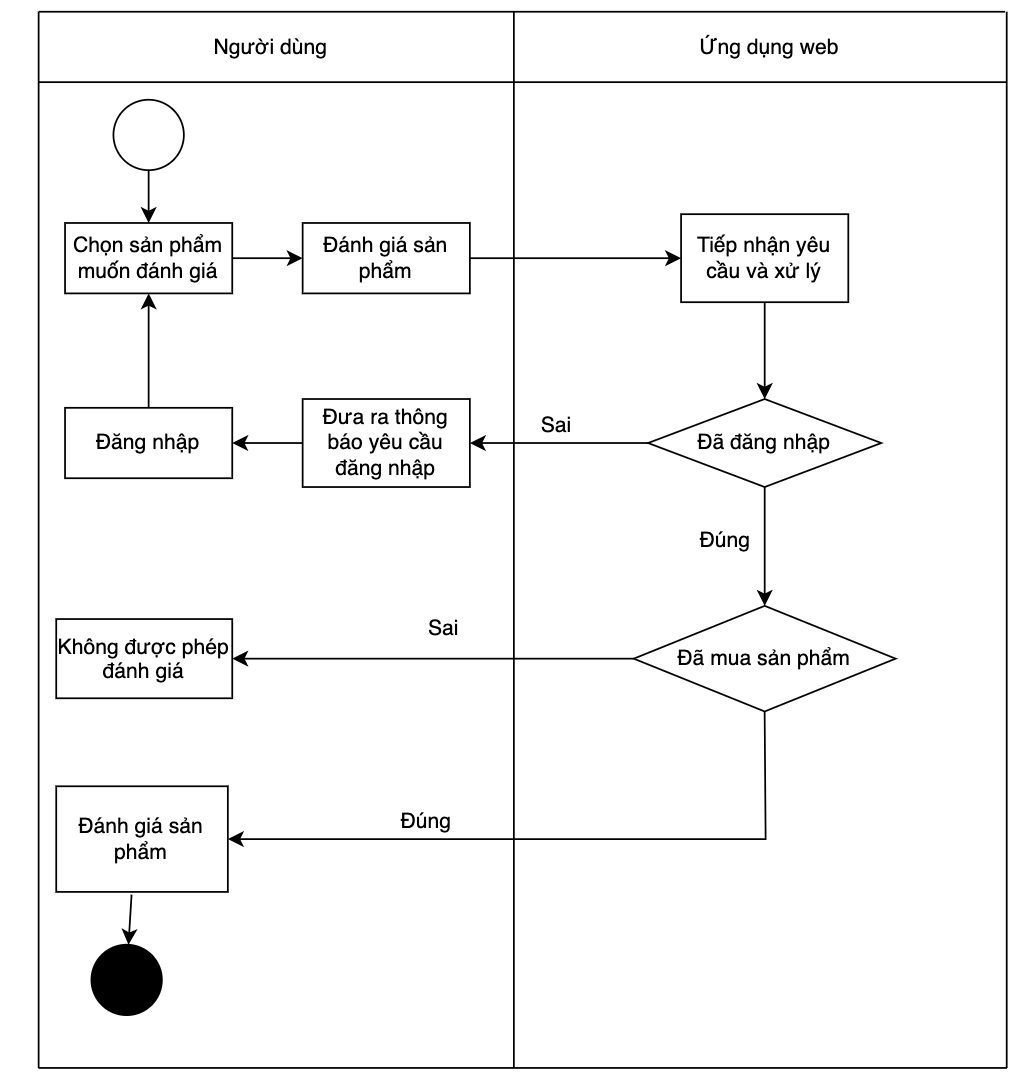 Người dùng
Ứng dụng web
Chọn sản phẩm
muốn đánh giá
Đánh giá sản
phẩm
Tiếp nhận yêu
cầu và xử lý
Đăng nhập
Đưa ra thông
báo yêu cầu
đăng nhập
Sai
Đã đăng nhập
Đúng
Không được phép
đánh giá
Sai
Đã mua sản phẩm
Đánh giá sản
phẩm
Đúng